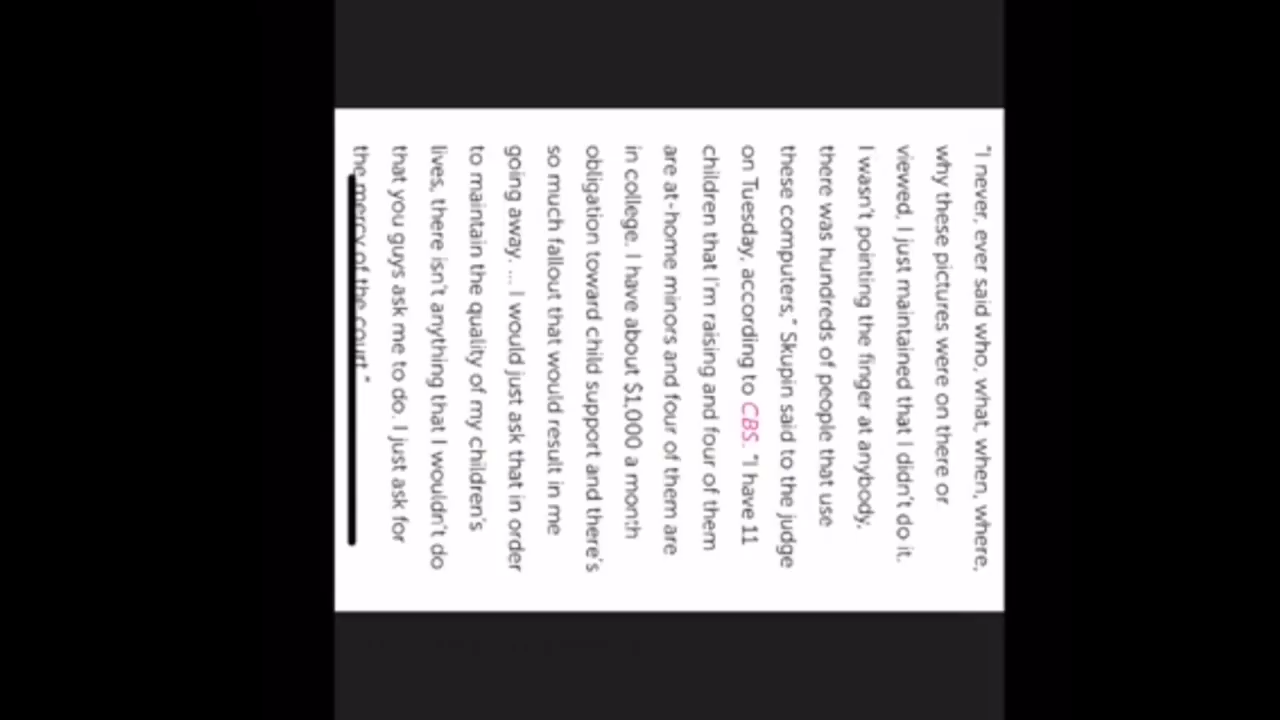 "I never, ever said who, what, when, where,
why these pictures were on there or
viewed, I just maintained that I didn't do it.
I wasn't pointing the finger at anybody,
there was hundreds of people that use
these computers," Skupin said to the judge
on Tuesday, according to CBS. "I have 11
children that I'm raising and four of them
are at-home minors and four of them are
in college. I have about $1,000 a month
obligation toward child support and there's
so much fallout that would result in me
going away. ... I would just ask that in order
to maintain the quality of my children's
lives, there isn't anything that I wouldn't do
that you guys ask me to do. I just ask for
the mercy of the court."